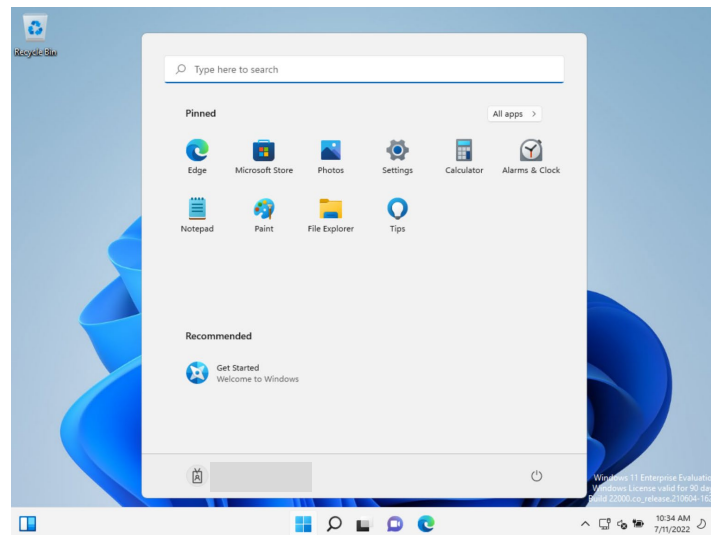 Recycle Bin
Type here to search
Pinned
All apps >
Edge
Microsoft Store
Photos
Settings
Calculator
Alarms & Clock
Notepad
Paint
File Explorer
Tips
Recommended
Get Started
Welcome to Windows
Windows 11 Enterprise Evaluatio
Windows License valid for 90 da
Build 22000.co_release.210604-162
10:34 AM
7/11/2022